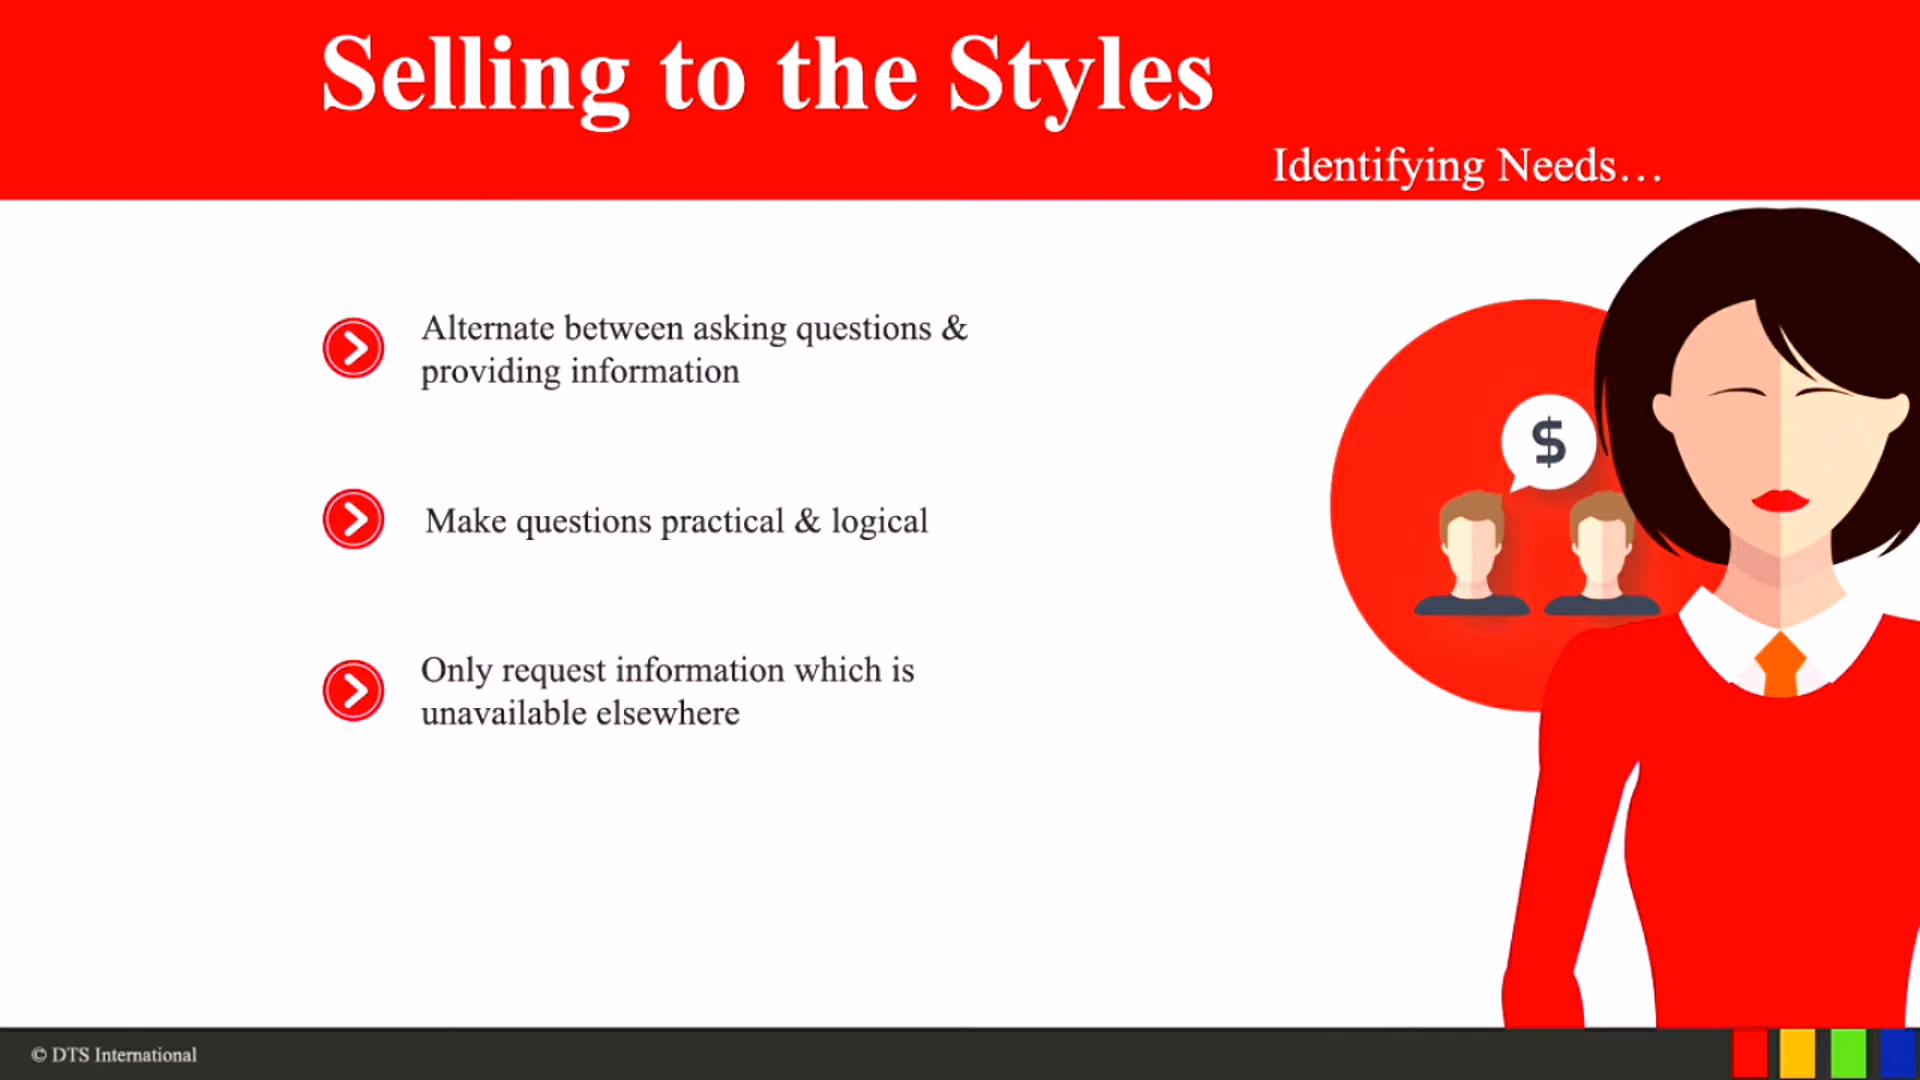 Selling to the Styles
Identifying Needs…
Alternate between asking questions &
providing information
$
Make questions practical & logical
Only request information which is
unavailable elsewhere
© DTS International